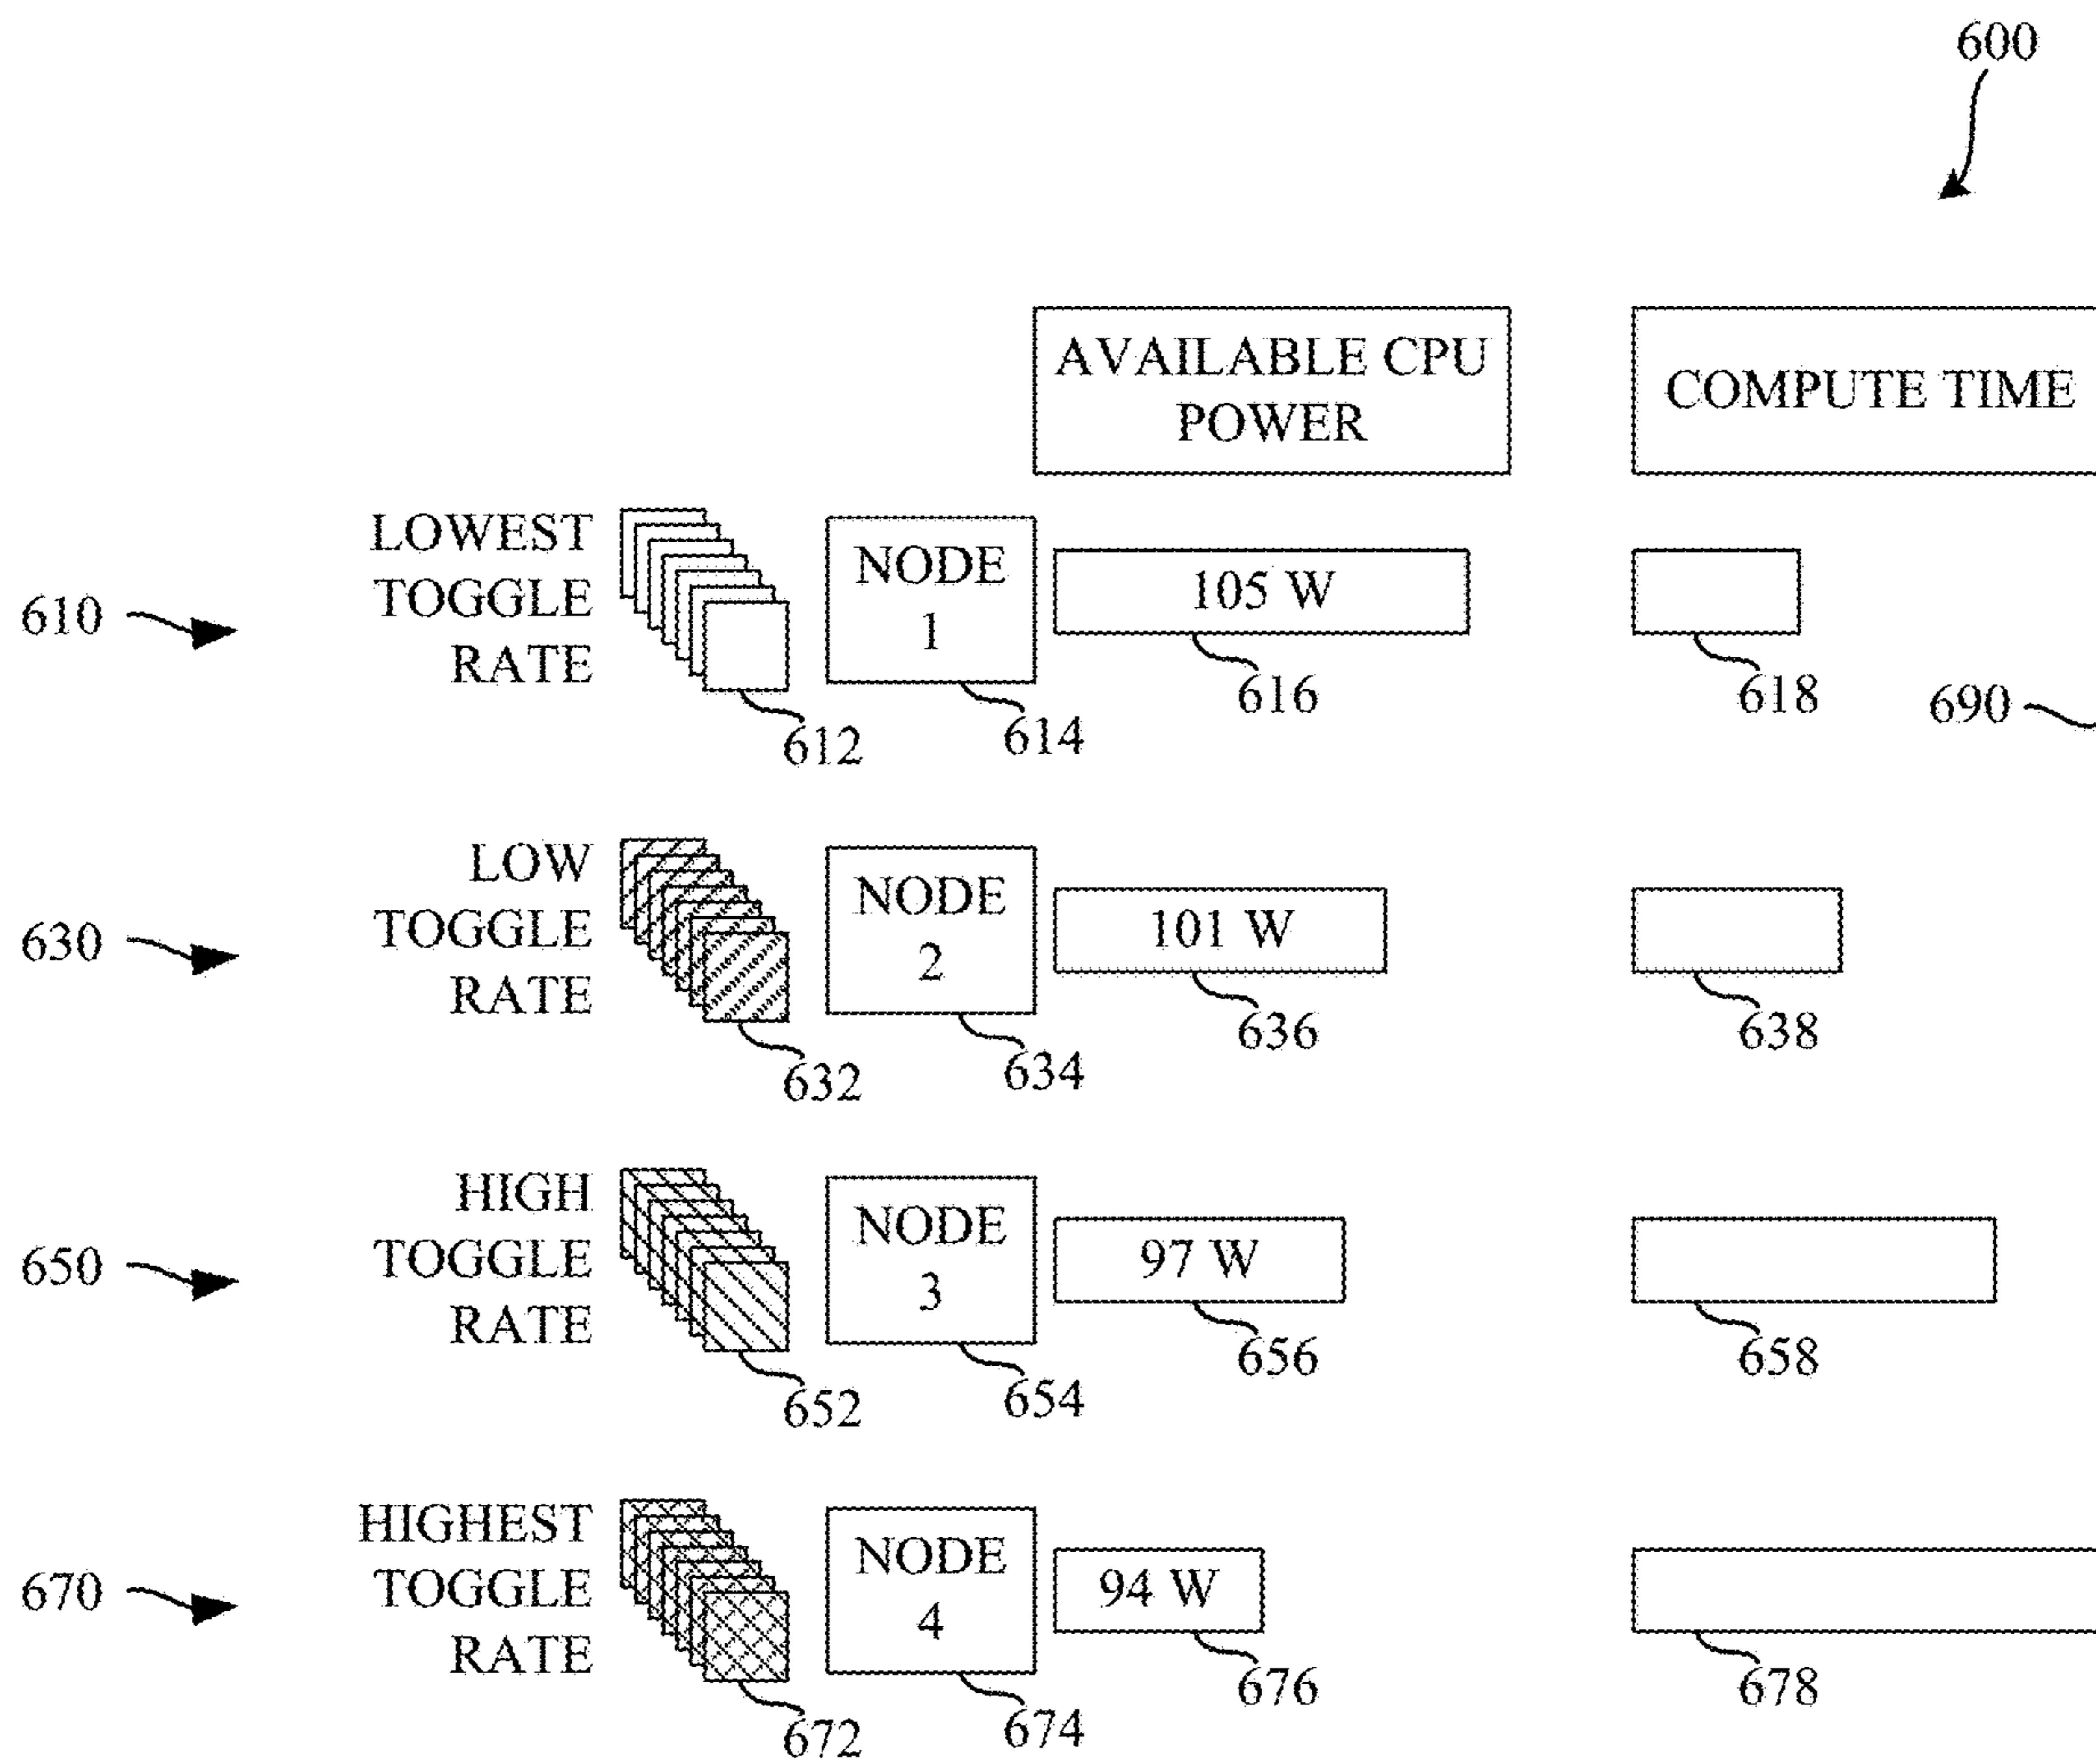 600
AVAILABLE CPU
POWER
COMPUTE TIME
LOWEST
TOGGLE
RATE
NODE
1
105 W
610
612
614
616
618
690
LOW
TOGGLE
RATE
NODE
2
101 W
630
632
634
636
638
HIGH
TOGGLE
RATE
NODE
3
97 W
650
652
654
656
658
HIGHEST
TOGGLE
RATE
NODE
4
94 W
670
672
674
676
678